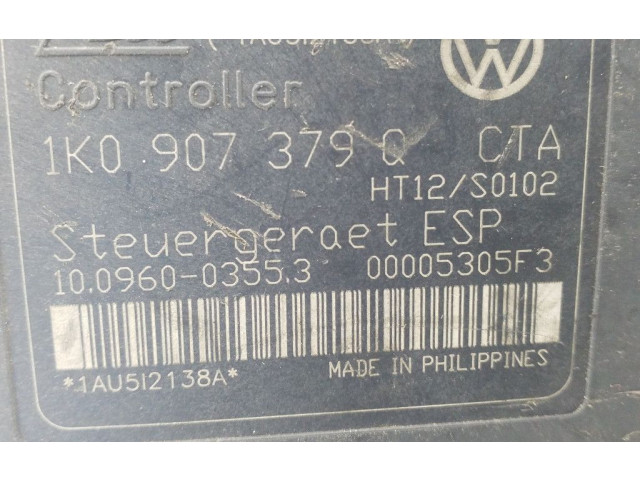 Controller
1K0 907 379 Q CTA
HT12/S0102
Steuergeraet ESP
10.0960-0355.3 00005305F3
*1AU5I2138A*
MADE IN PHILIPPINES